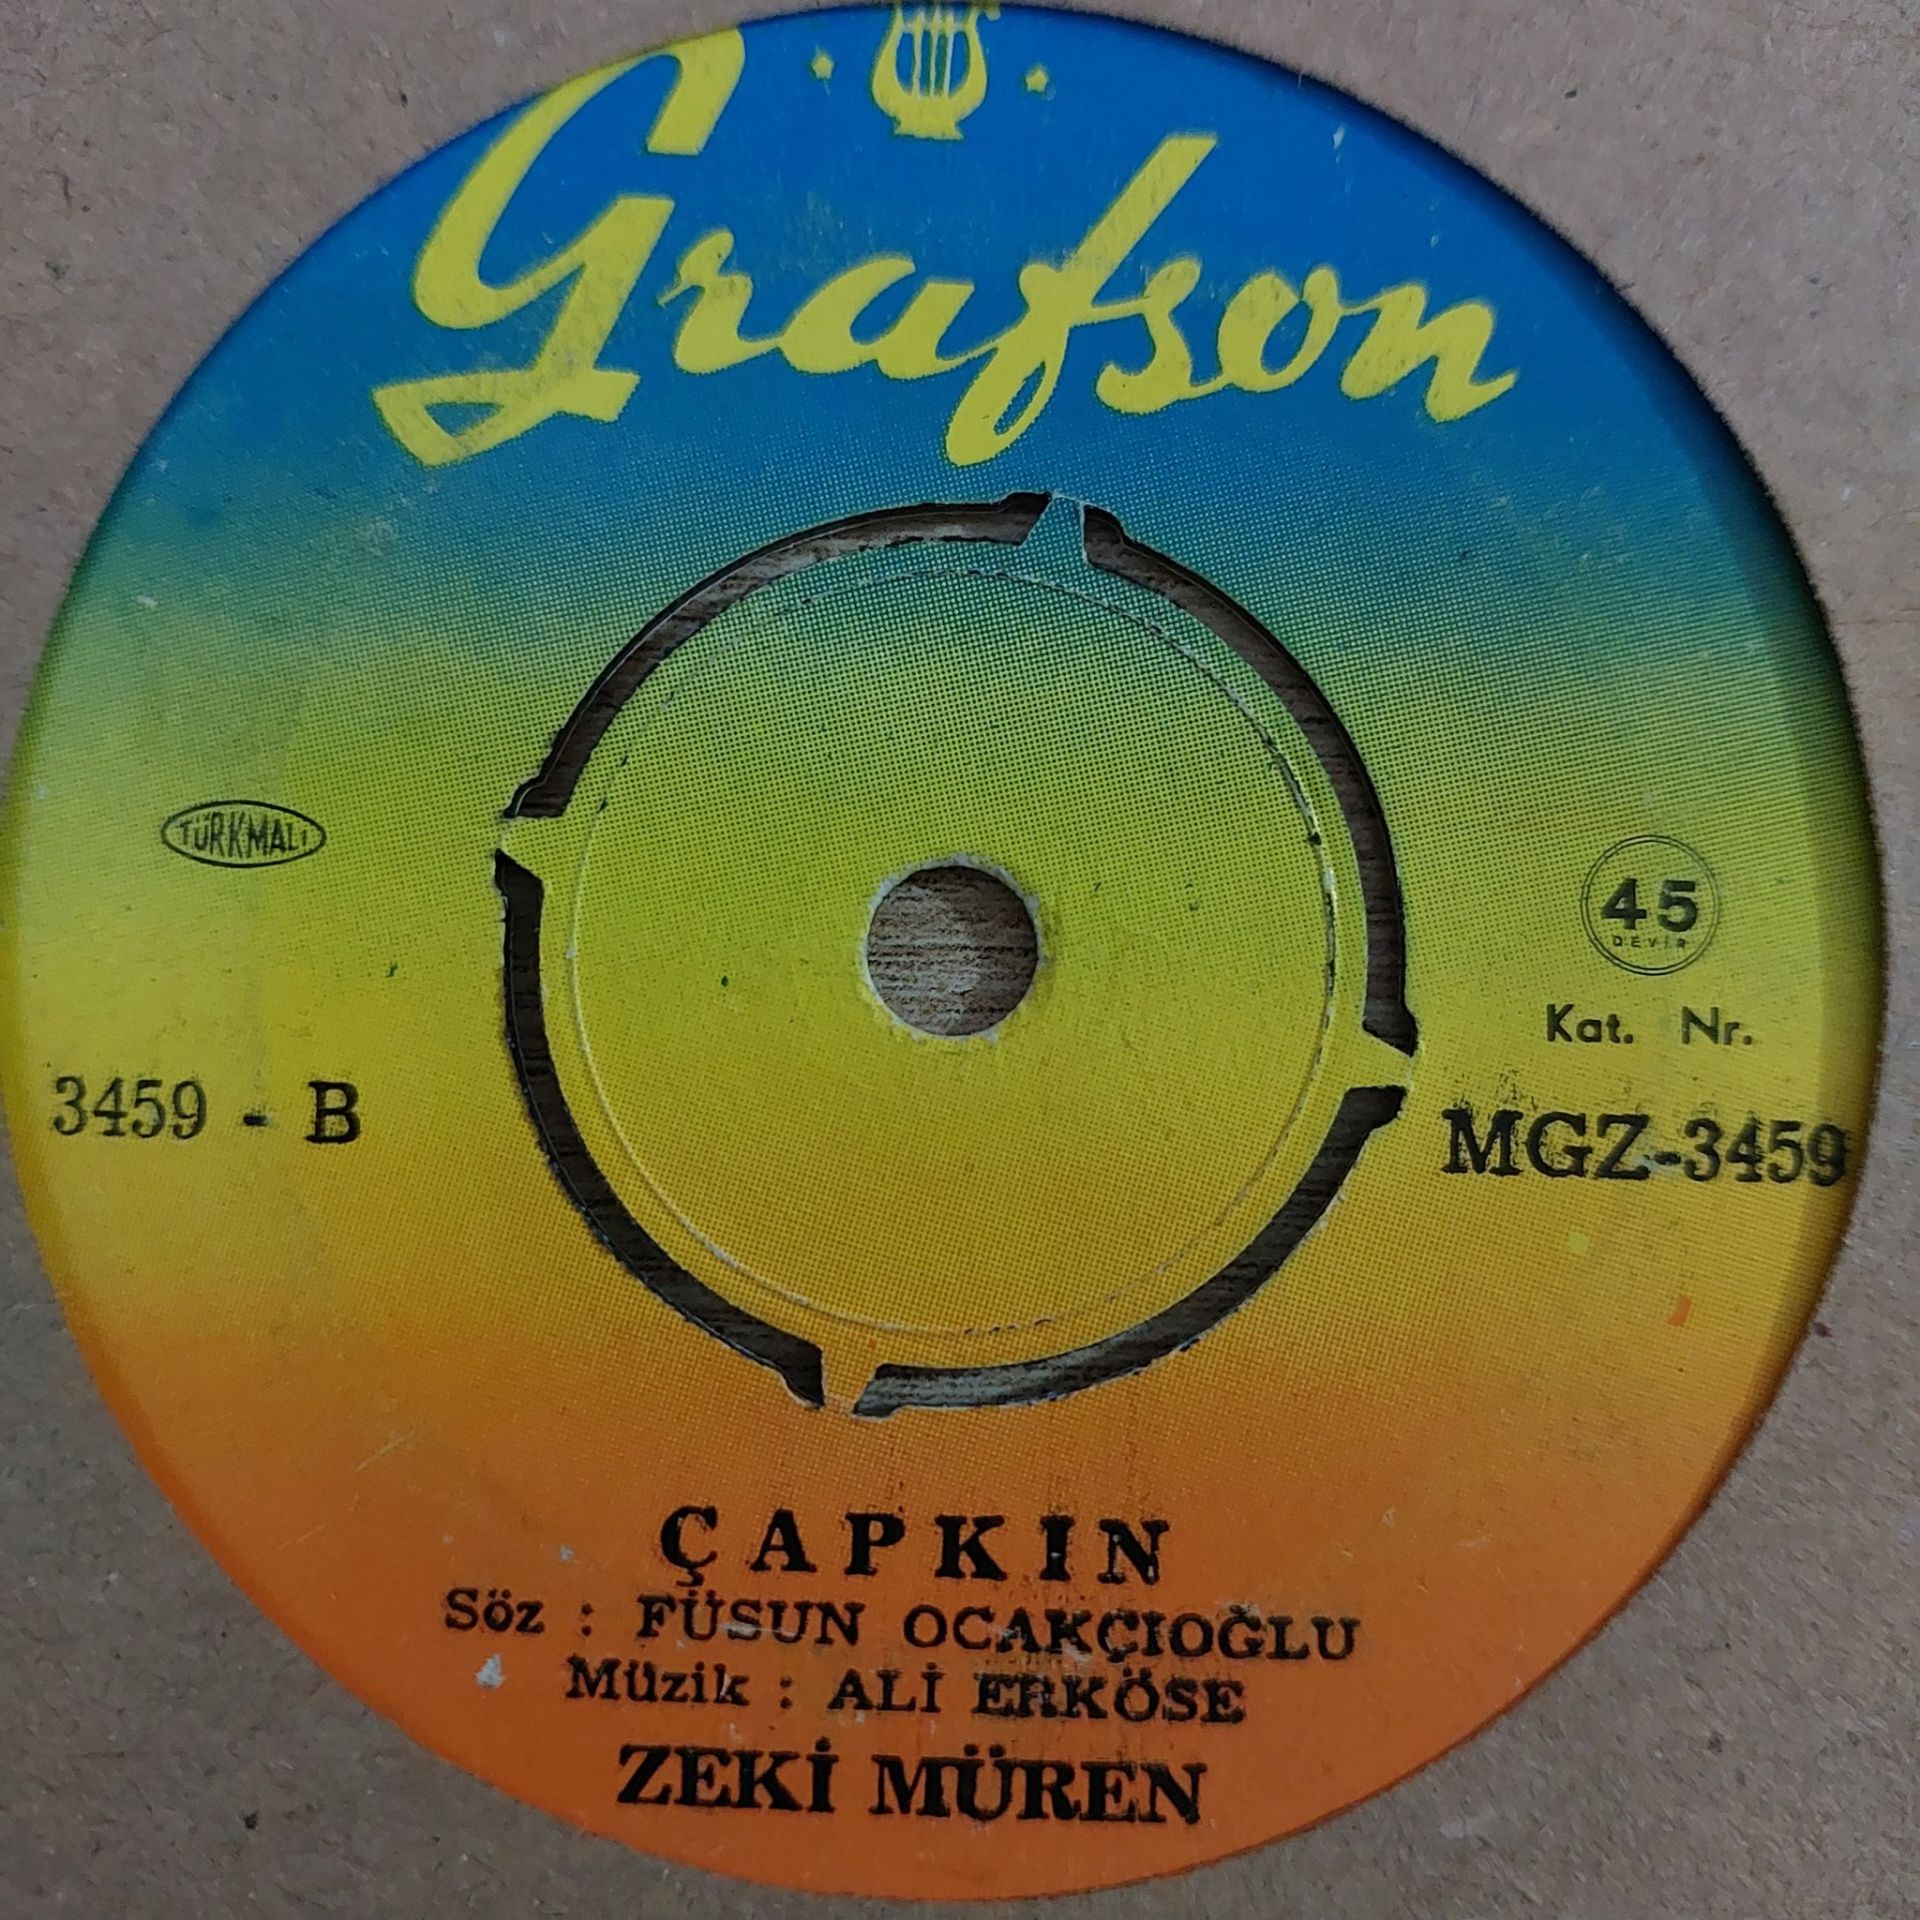 Grafson
TÜRKMALI
45
DEVİR
Kat. Nr.
3459 - B
MGZ-3459
ÇAPKIN
Söz : FÜSUN OCAKÇIOĞLU
Müzik : ALİ ERKÖSE
ZEKİ MÜREN